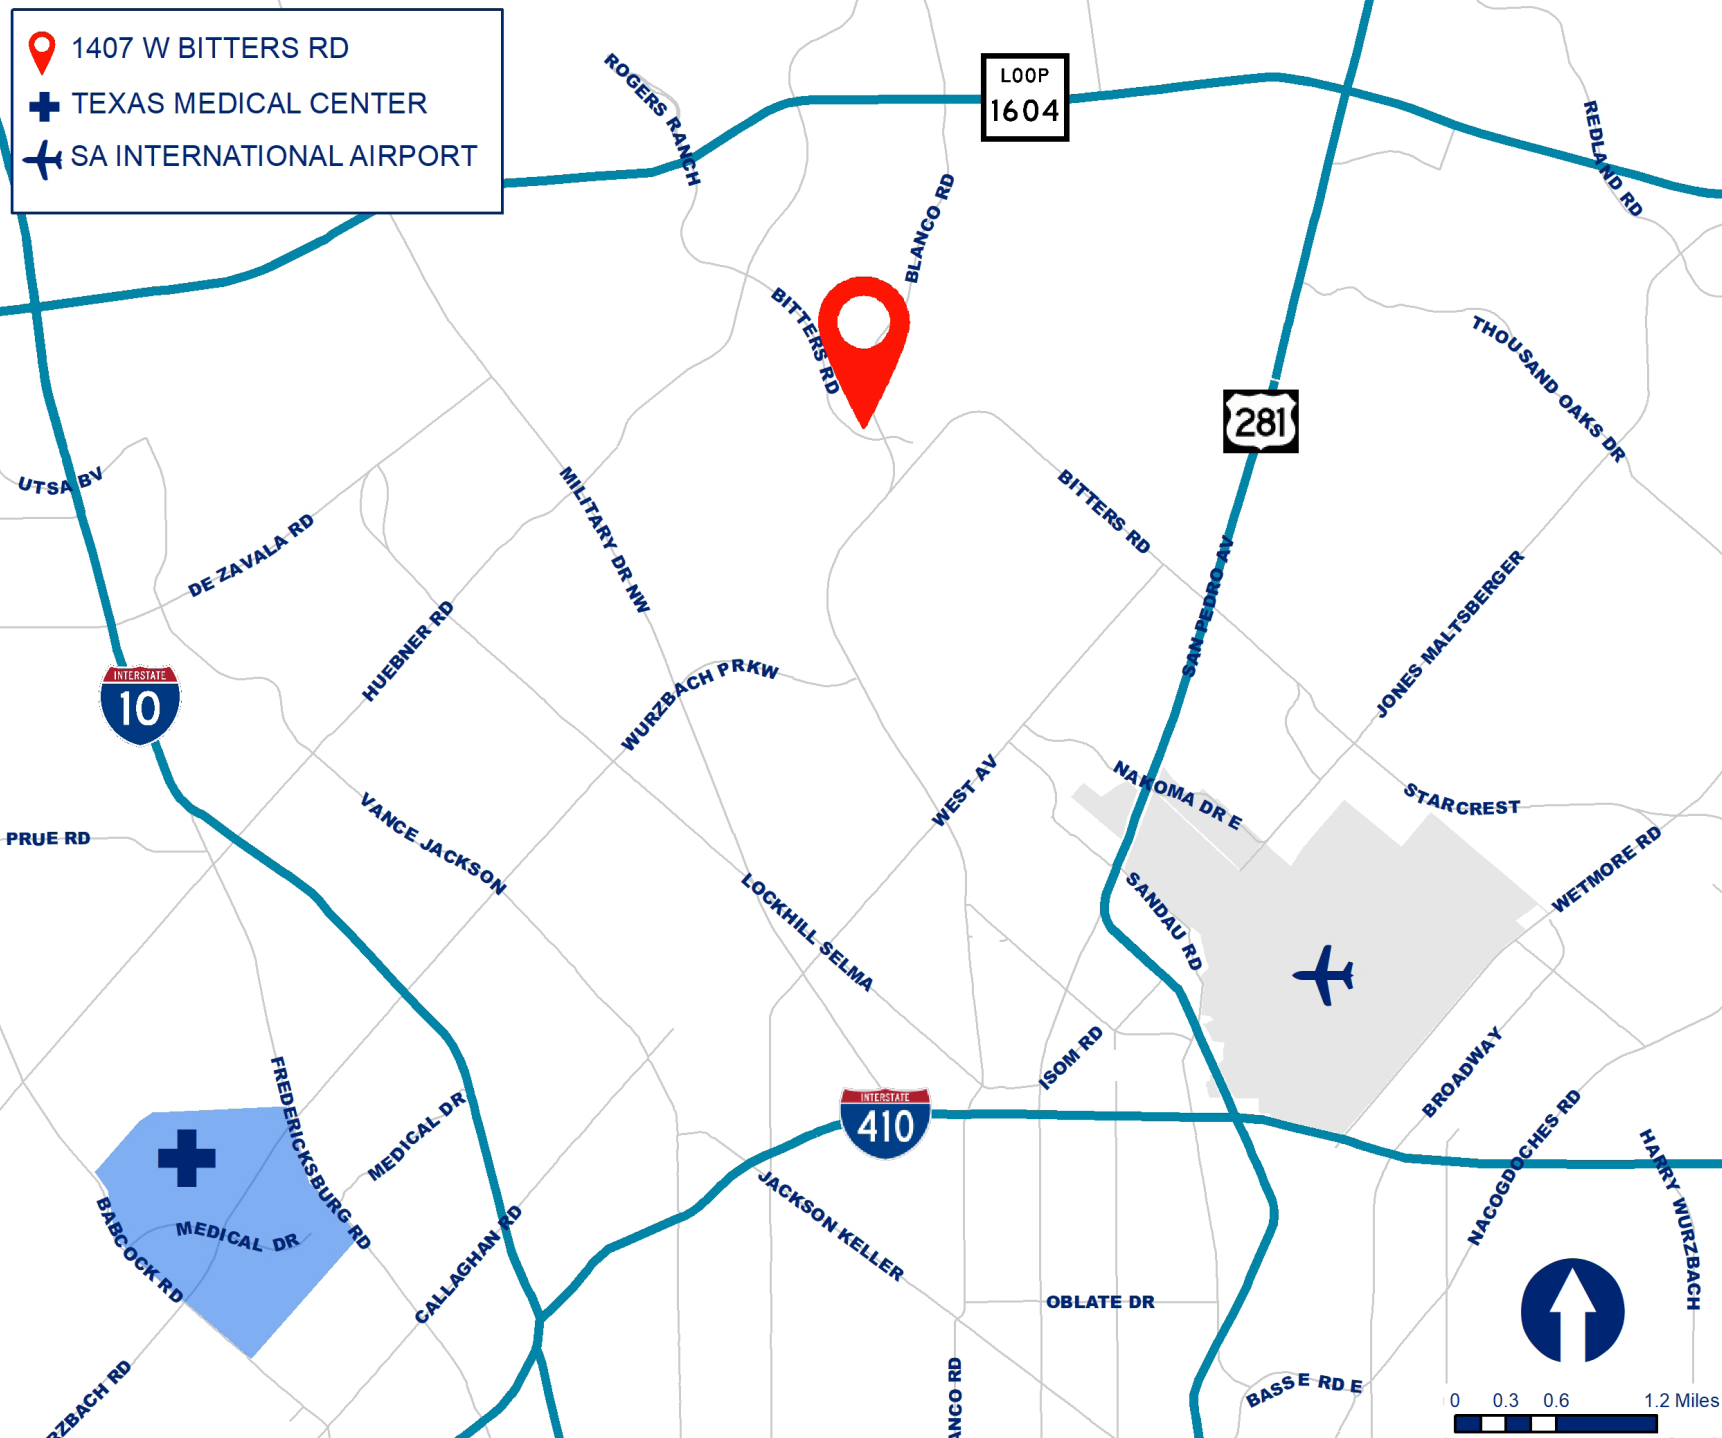 1407 W BITTERS RD
TEXAS MEDICAL CENTER
SA INTERNATIONAL AIRPORT
ROGERS RANCH
LOOP
1604
REDLAND RD
BLANCO RD
BITTERS RD
THOUSAND OAKS DR
281
UTSA BV
DE ZAVALA RD
MILITARY DR NW
BITTERS RD
SAN PEDRO AV
JONES MALTSBERGER
HUEBNER RD
INTERSTATE
10
WURZBACH PRKW
WEST AV
NAKOMA DR E
STARCREST
PRUE RD
VANCE JACKSON
WETMORE RD
LOCKHILL SELMA
SANDAU RD
ISOM RD
BROADWAY
FREDERICKSBURG RD
MEDICAL DR
INTERSTATE
410
NACOGDOCHES RD
HARRY WURZBACH
JACKSON KELLER
BABCOCK RD
MEDICAL DR
CALLAGHAN RD
OBLATE DR
RZBACH RD
ANCO RD
BASSE RD E
0 0.3 0.6 1.2 Miles